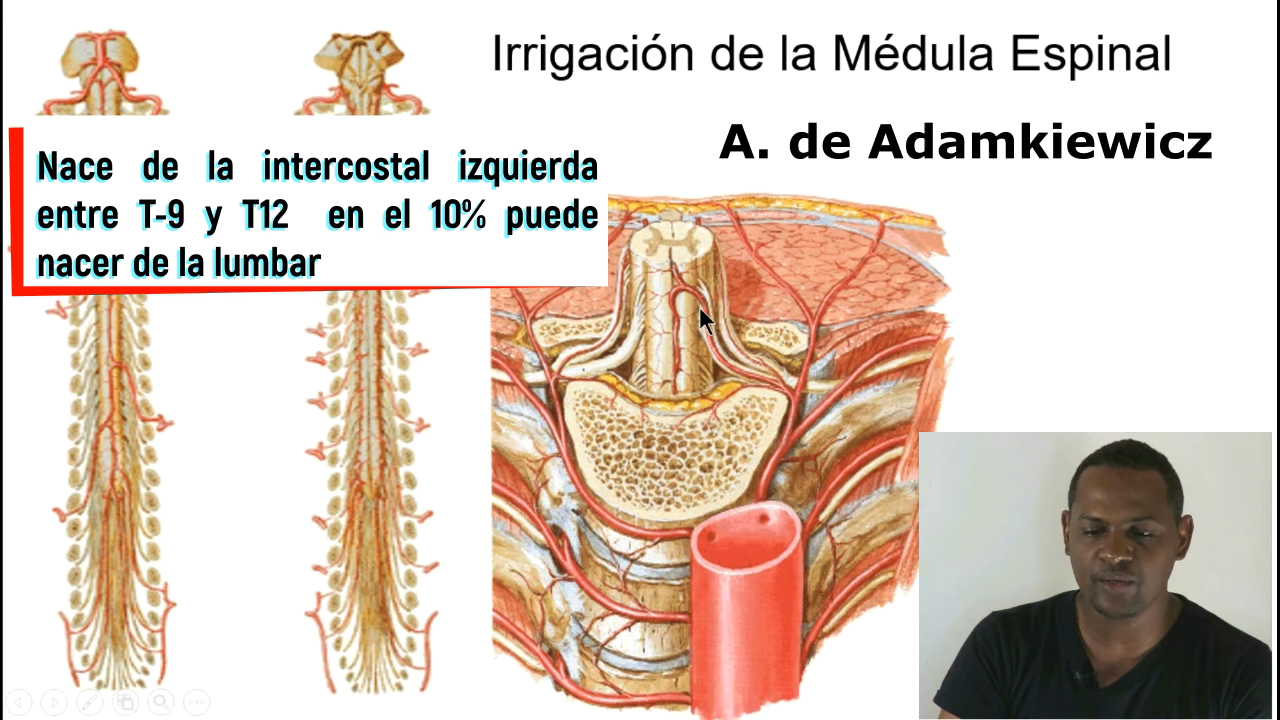 Irrigación de la Médula Espinal
A. de Adamkiewicz
Nace de la intercostal izquierda
entre T-9 y T12 en el 10% puede
nacer de la lumbar